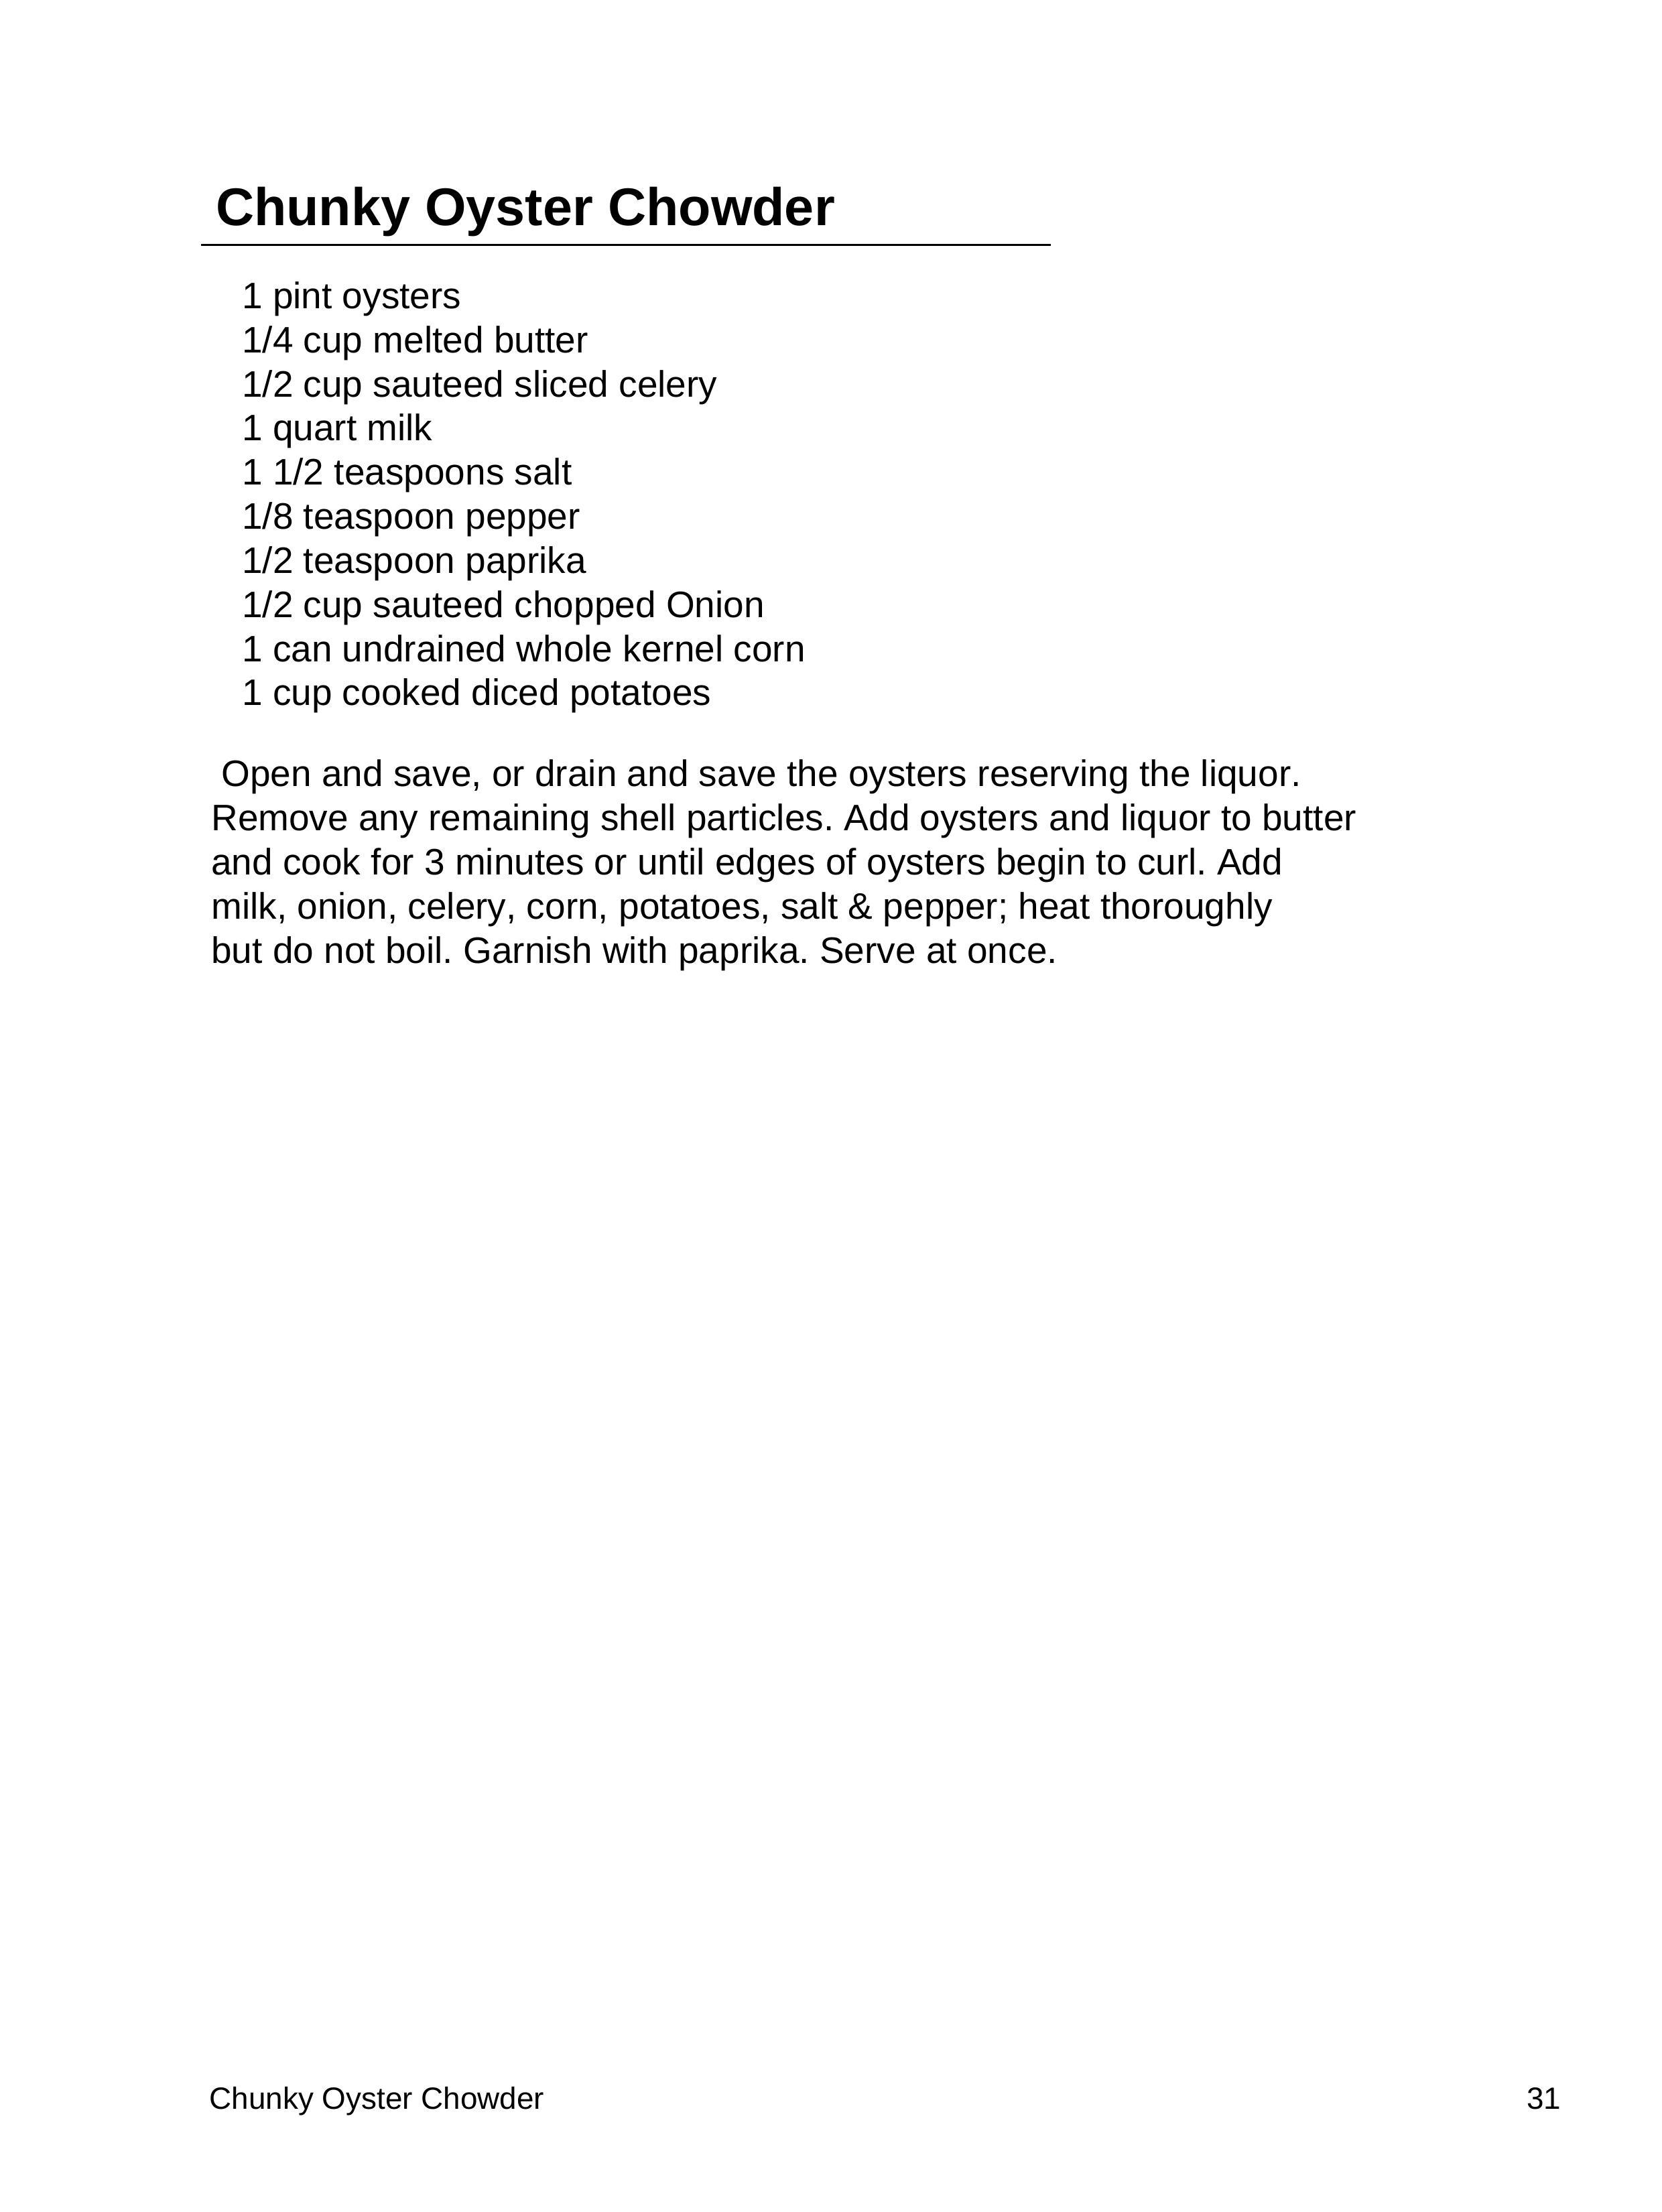 Chunky Oyster Chowder
1 pint oysters
1/4 cup melted butter
1/2 cup sauteed sliced celery
1 quart milk
1 1/2 teaspoons salt
1/8 teaspoon pepper
1/2 teaspoon paprika
1/2 cup sauteed chopped Onion
1 can undrained whole kernel corn
1 cup cooked diced potatoes
Open and save, or drain and save the oysters reserving the liquor.
Remove any remaining shell particles. Add oysters and liquor to butter
and cook for 3 minutes or until edges of oysters begin to curl. Add
milk, onion, celery, corn, potatoes, salt & pepper; heat thoroughly
but do not boil. Garnish with paprika. Serve at once.
Chunky Oyster Chowder 31